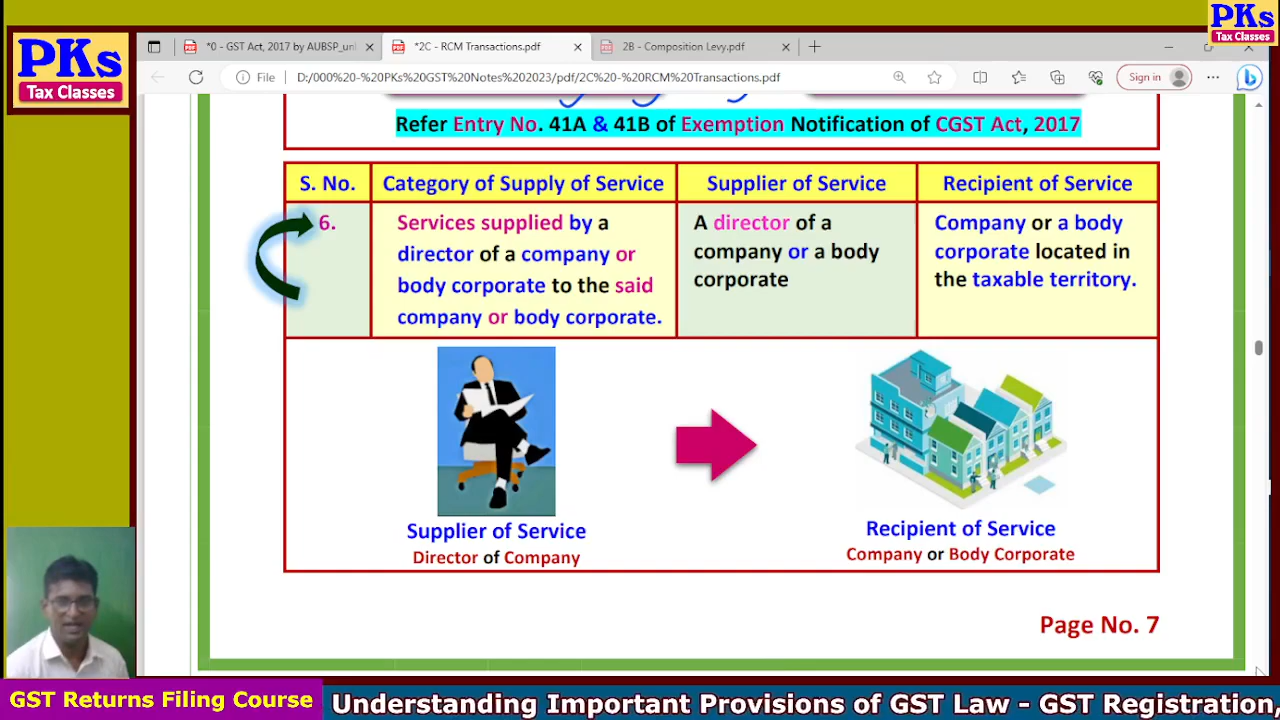 PKs
Tax Classes
PKs
Tax Classes
*0 - GST Act, 2017 by AUBSP_unl
*2C - RCM Transactions.pdf
2B - Composition Levy.pdf
File
D:/000%20-%20PKs%20GST%20Notes%202023/pdf/2C%20-%20RCM%20Transactions.pdf
Sign in
Refer Entry No. 41A & 41B of Exemption Notification of CGST Act, 2017
S. No.
Category of Supply of Service
Supplier of Service
Recipient of Service
6.
Services supplied by a
director of a company or
body corporate to the said
company or body corporate.
A director of a
company or a body
corporate
Company or a body
corporate located in
the taxable territory.
Supplier of Service
Director of Company
Recipient of Service
Company or Body Corporate
Page No. 7
GST Returns Filing Course
Understanding Important Provisions of GST Law - GST Registration,